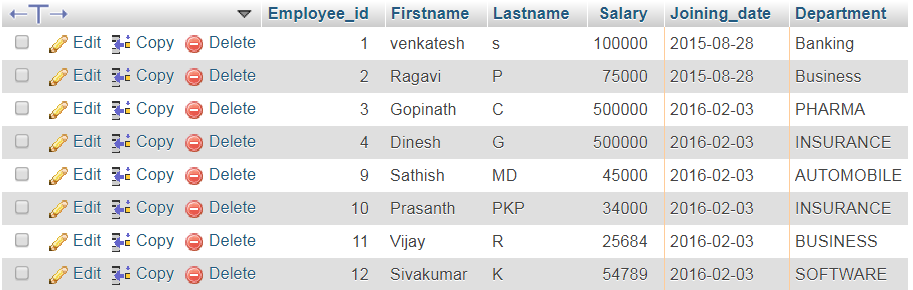 Employee_id Firstname Lastname Salary Joining_date Department
Edit Copy Delete 1 venkatesh s 100000 2015-08-28 Banking
Edit Copy Delete 2 Ragavi P 75000 2015-08-28 Business
Edit Copy Delete 3 Gopinath C 500000 2016-02-03 PHARMA
Edit Copy Delete 4 Dinesh G 500000 2016-02-03 INSURANCE
Edit Copy Delete 9 Sathish MD 45000 2016-02-03 AUTOMOBILE
Edit Copy Delete 10 Prasanth PKP 34000 2016-02-03 INSURANCE
Edit Copy Delete 11 Vijay R 25684 2016-02-03 BUSINESS
Edit Copy Delete 12 Sivakumar K 54789 2016-02-03 SOFTWARE